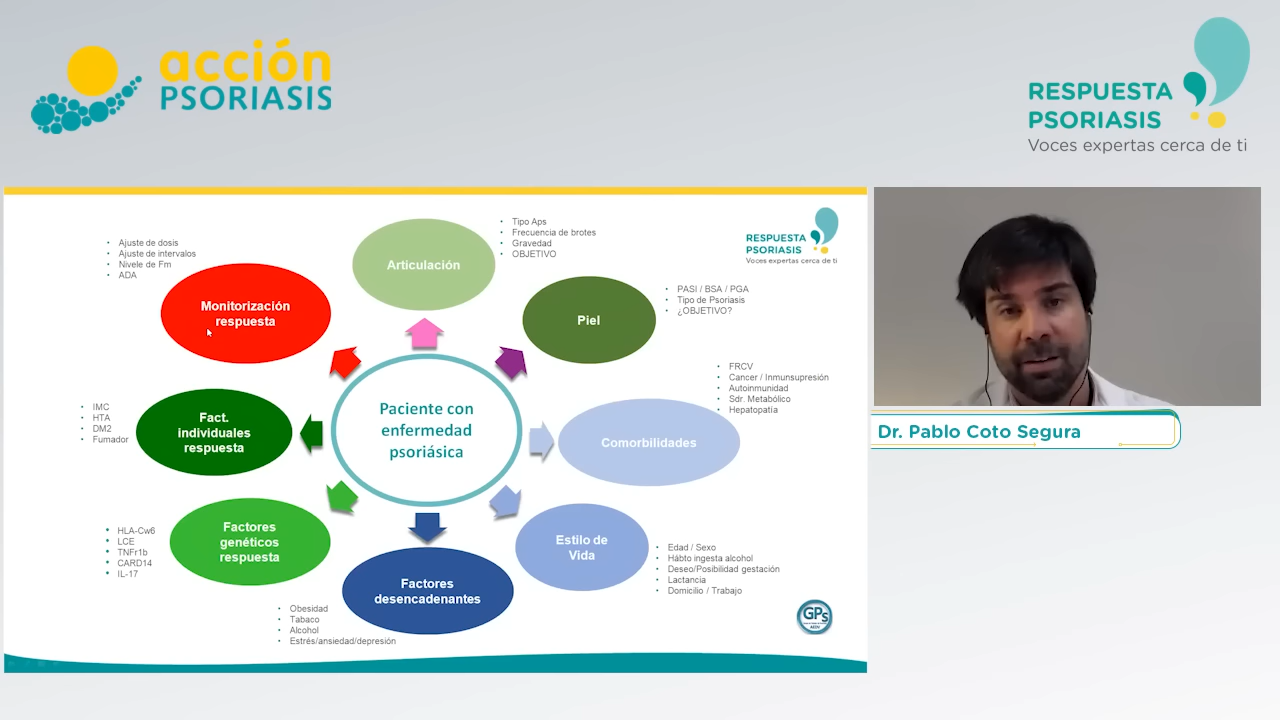 acción
PSORIASIS
RESPUESTA
PSORIASIS
Voces expertas cerca de ti
RESPUESTA
PSORIASIS
Voces expertas cerca de ti
Articulación
• Tipo Aps
• Frecuencia de brotes
• Gravedad
• OBJETIVO
Piel
• PASI / BSA / PGA
• Tipo de Psoriasis
• ¿OBJETIVO?
Comorbilidades
• FRCV
• Cancer / Inmunsupresión
• Autoinmunidad
• Sdr. Metabólico
• Hepatopatía
Estilo de
Vida
• Edad / Sexo
• Hábto ingesta alcohol
• Deseo/Posibilidad gestación
• Lactancia
• Domicilio / Trabajo
Factores
desencadenantes
• Obesidad
• Tabaco
• Alcohol
• Estrés/ansiedad/depresión
Factores
genéticos
respuesta
• HLA-Cw6
• LCE
• TNFr1b
• CARD14
• IL-17
Fact.
individuales
respuesta
• IMC
• HTA
• DM2
• Fumador
Monitorización
respuesta
• Ajuste de dosis
• Ajuste de intervalos
• Nivele de Fm
• ADA
Paciente con
enfermedad
psoriásica
GPs
Dr. Pablo Coto Segura